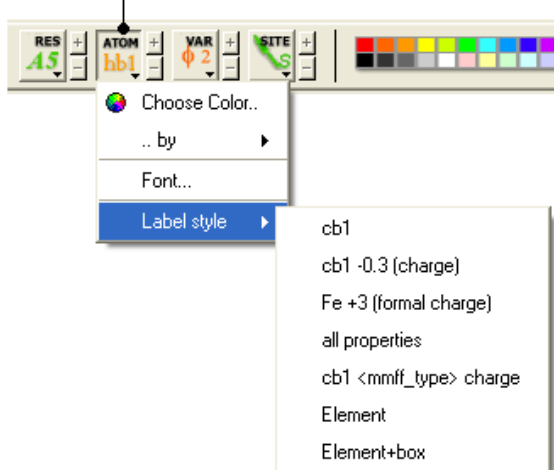 RES + ATOM + VAR + SITE +
A5 - hb1 - Φ 2 - S -
Choose Color..
.. by
Font...
Label style
cb1
cb1 -0.3 (charge)
Fe +3 (formal charge)
all properties
cb1 <mmff_type> charge
Element
Element+box